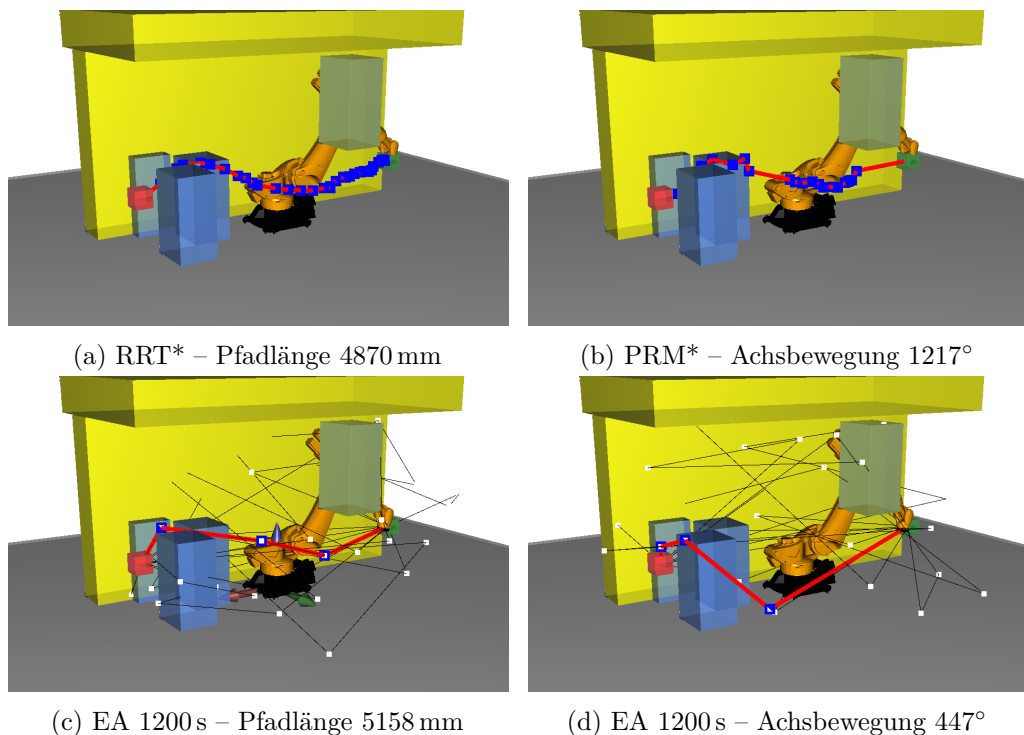 (a) RRT* – Pfadlänge 4870 mm
(b) PRM* – Achsbewegung 1217°
(c) EA 1200 s – Pfadlänge 5158 mm
(d) EA 1200 s – Achsbewegung 447°